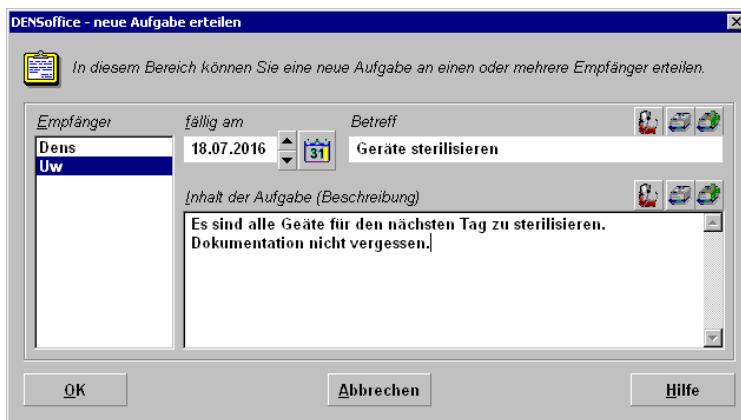 DENSoffice - neue Aufgabe erteilen
In diesem Bereich können Sie eine neue Aufgabe an einen oder mehrere Empfänger erteilen.
Empfänger
fällig am
Betreff
Dens
Uw
18.07.2016
31
Geräte sterilisieren
Inhalt der Aufgabe (Beschreibung)
Es sind alle Geäte für den nächsten Tag zu sterilisieren.
Dokumentation nicht vergessen.
OK
Abbrechen
Hilfe